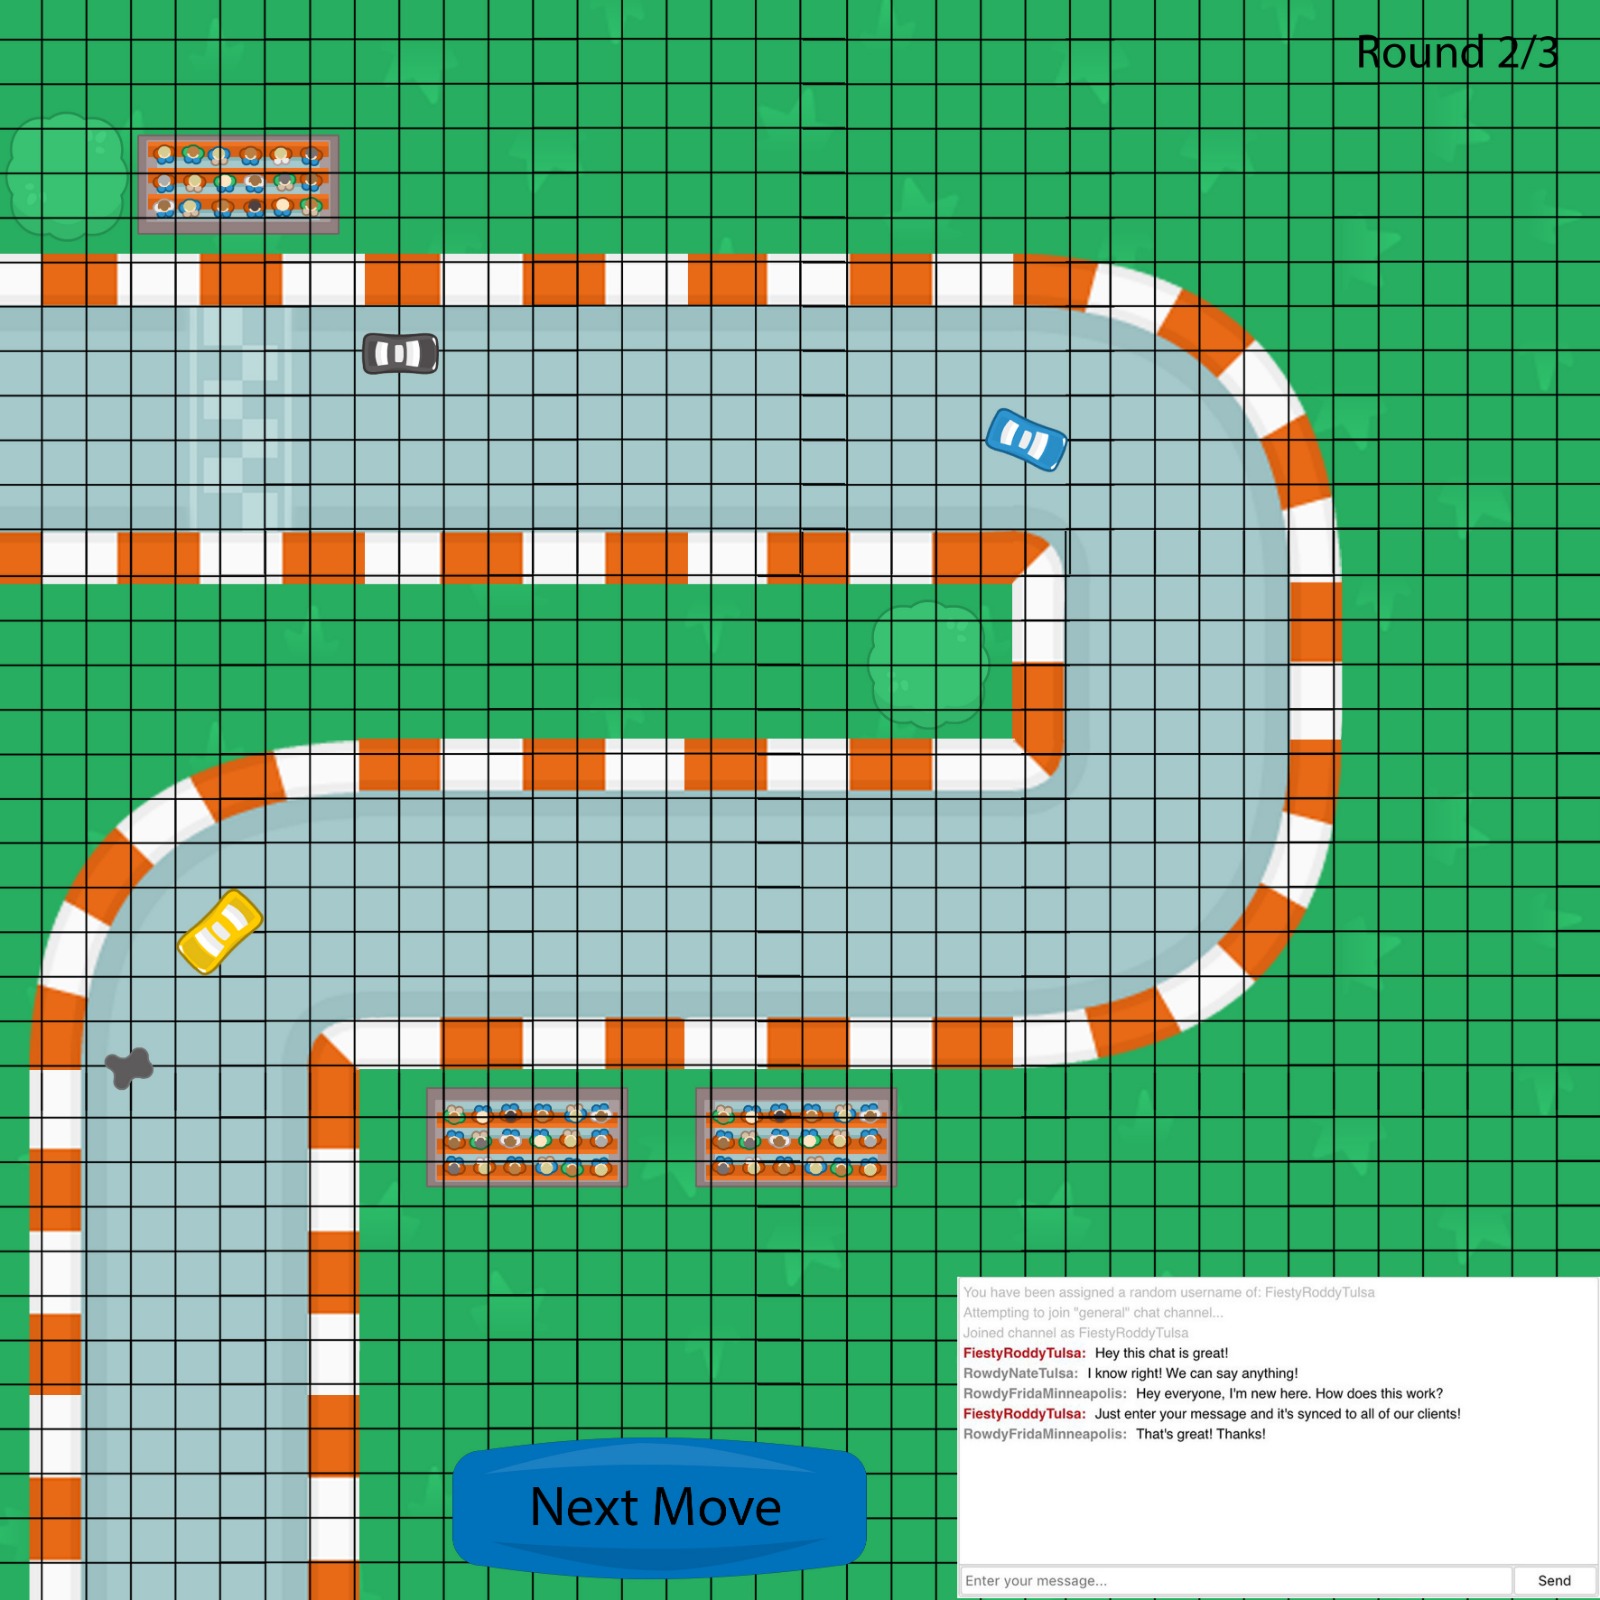 Round 2/3
You have been assigned a random username of: FiestyRoddyTulsa
Attempting to join "general" chat channel...
Joined channel as FiestyRoddyTulsa
FiestyRoddyTulsa: Hey this chat is great!
RowdyNateTulsa: I know right! We can say anything!
RowdyFridaMinneapolis: Hey everyone, I'm new here. How does this work?
FiestyRoddyTulsa: Just enter your message and it's synced to all of our clients!
RowdyFridaMinneapolis: That's great! Thanks!
Next Move
Enter your message... Send